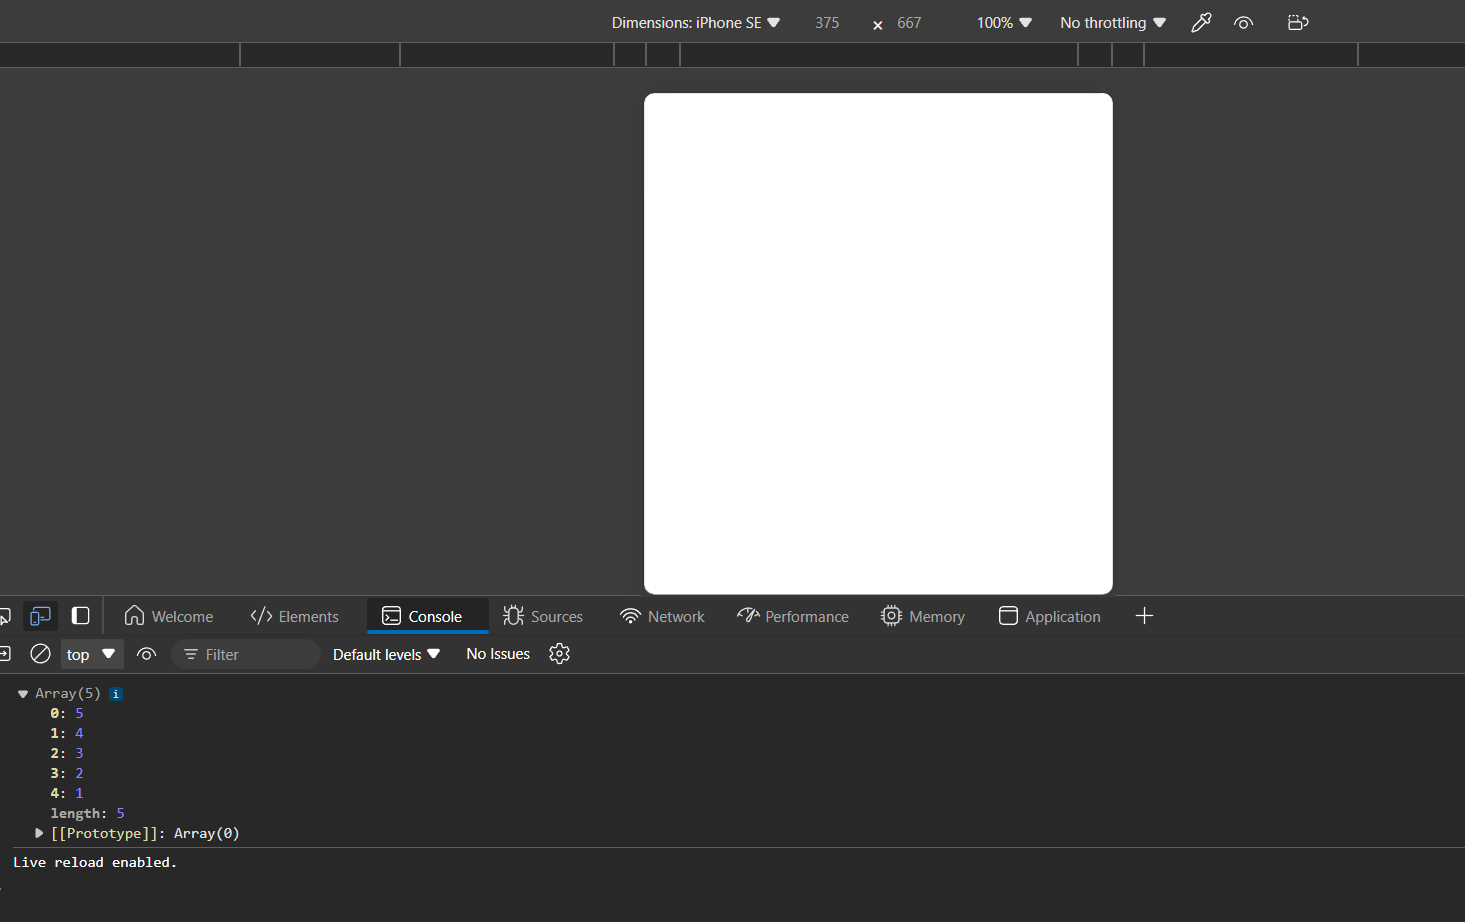 Dimensions: iPhone SE 375 × 667 100% No throttling
Welcome Elements Console Sources Network Performance Memory Application
top Filter Default levels No Issues
Array(5) i
0: 5
1: 4
2: 3
3: 2
4: 1
length: 5
[[Prototype]]: Array(0)
Live reload enabled.